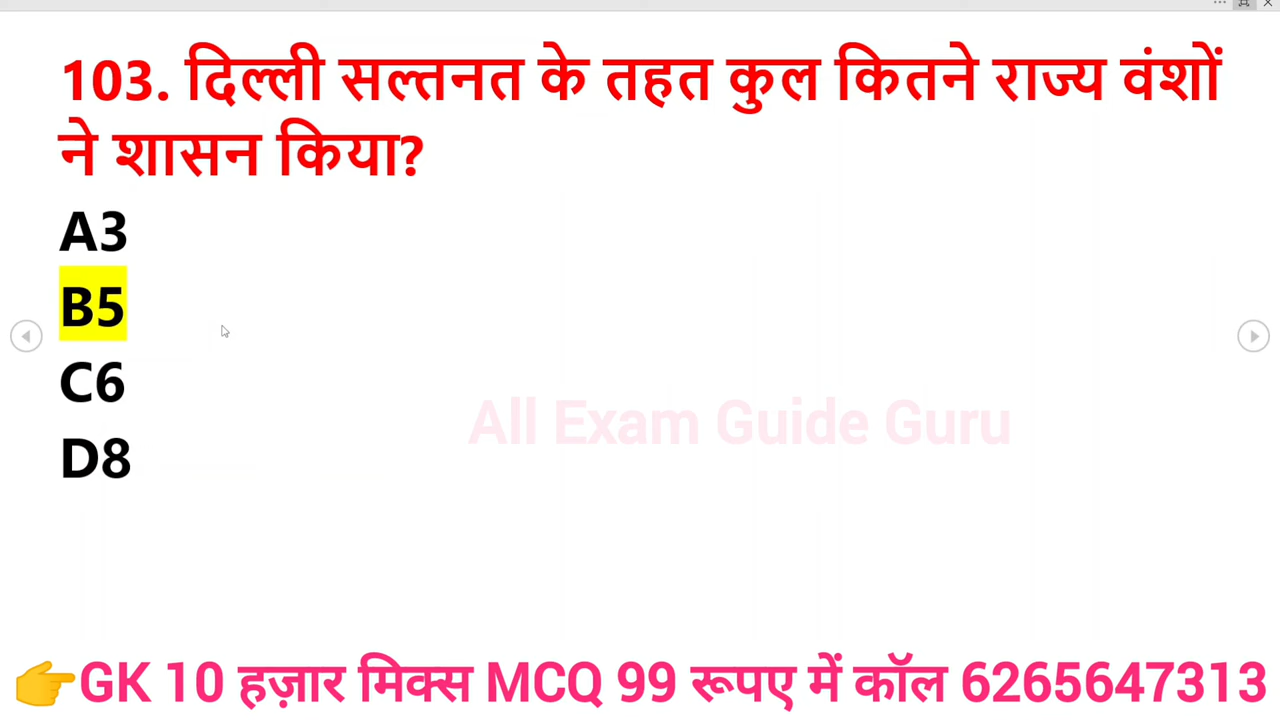 103. दिल्ली सल्तनत के तहत कुल कितने राज्य वंशों
ने शासन किया?
A3
B5
C6
D8
All Exam Guide Guru
👉GK 10 हज़ार मिक्स MCQ 99 रूपए में कॉल 6265647313